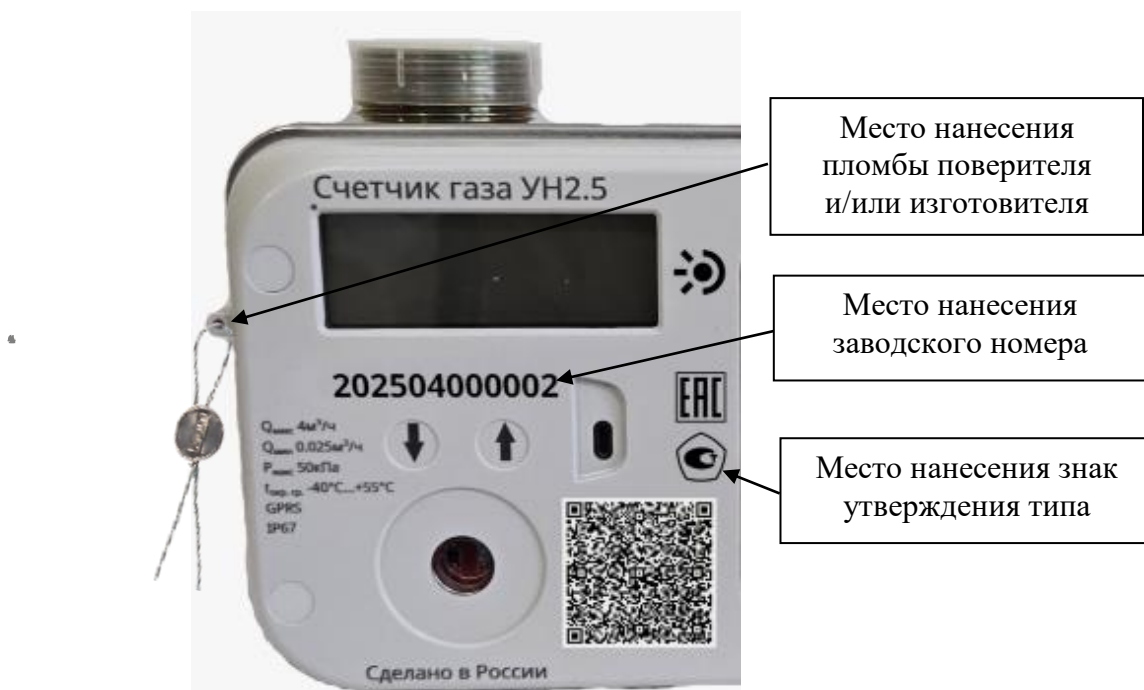 Место нанесения
пломбы поверителя
и/или изготовителя
Счетчик газа УН2.5
Место нанесения
заводского номера
202504000002
ЕАС
Qмакс 4м³/ч
Qмин 0.025м³/ч
Pмакс 50кПа
tокр. ср. -40°С...+55°С
GPRS
IP67
Место нанесения знак
утверждения типа
Сделано в России